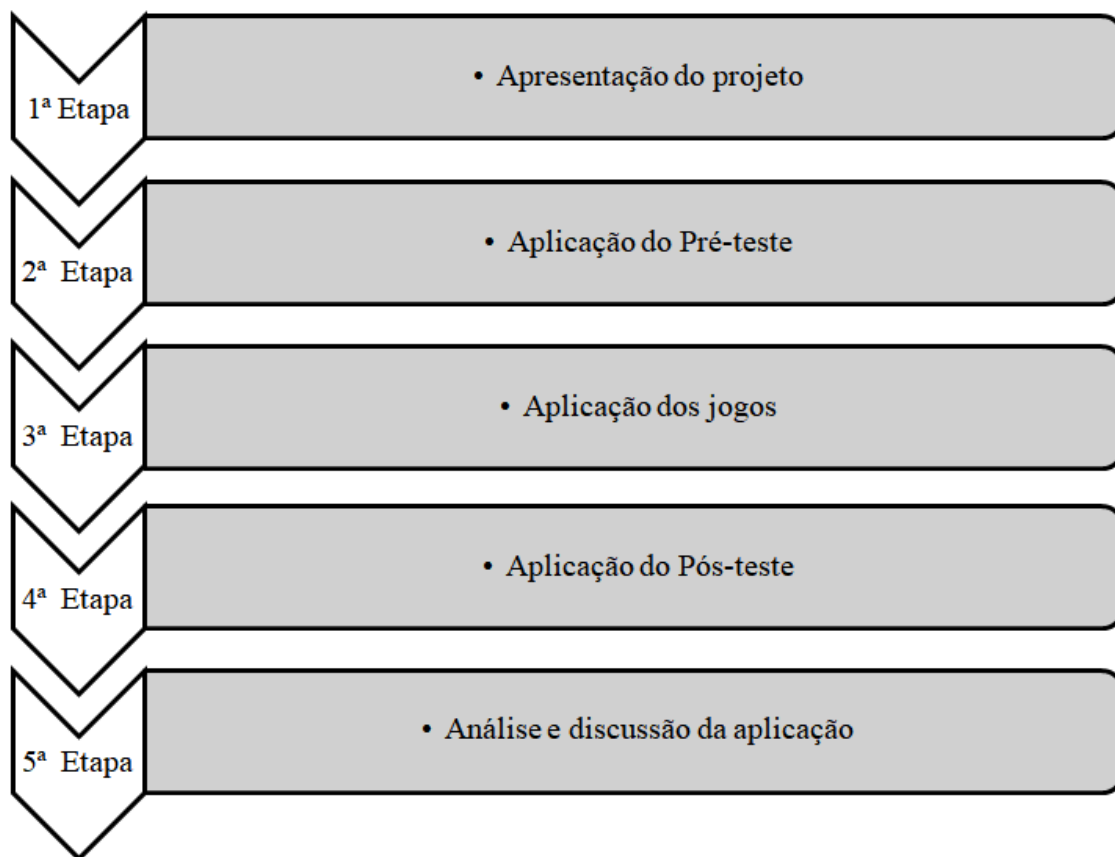 1ª Etapa
• Apresentação do projeto
2ª Etapa
• Aplicação do Pré-teste
3ª Etapa
• Aplicação dos jogos
4ª Etapa
• Aplicação do Pós-teste
5ª Etapa
• Análise e discussão da aplicação